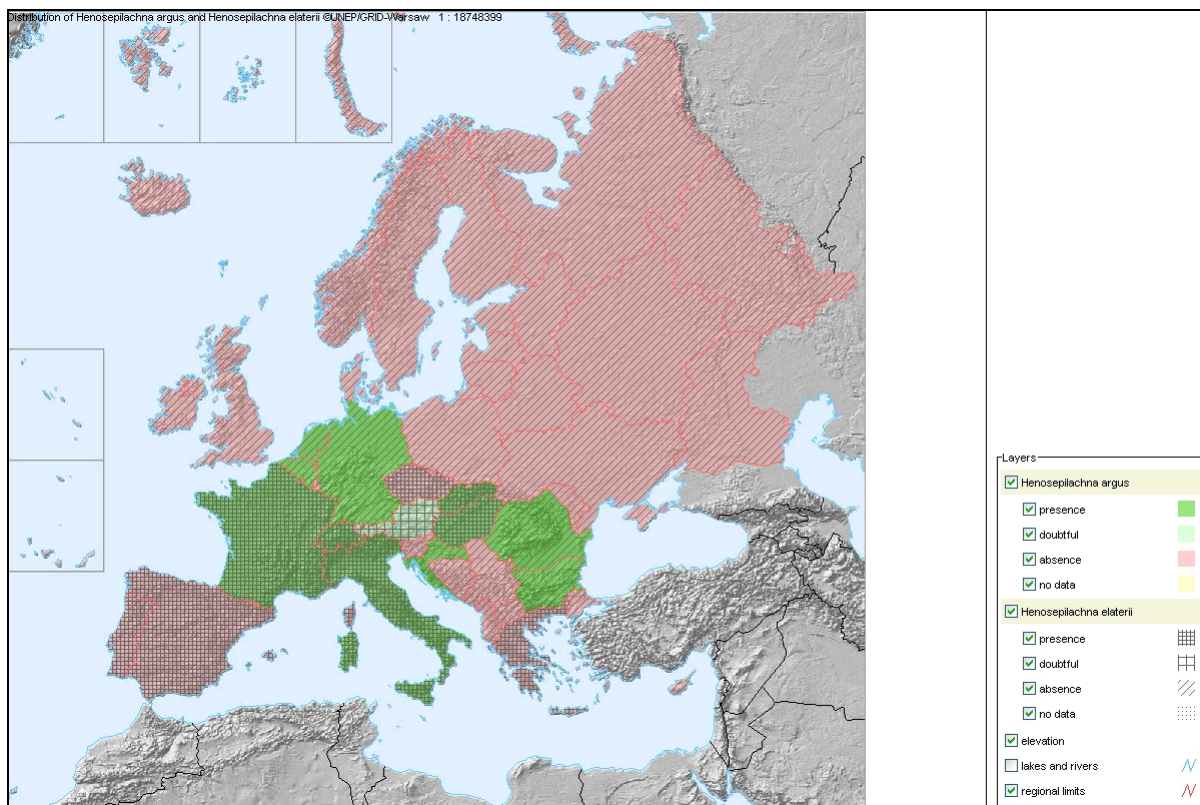 Distribution of Henosepilachna argus and Henosepilachna elaterii ©UNEP/GRID-Warsaw 1 : 18748399
Layers
Henosepilachna argus
presence
doubtful
absence
no data
Henosepilachna elaterii
presence
doubtful
absence
no data
elevation
lakes and rivers
regional limits